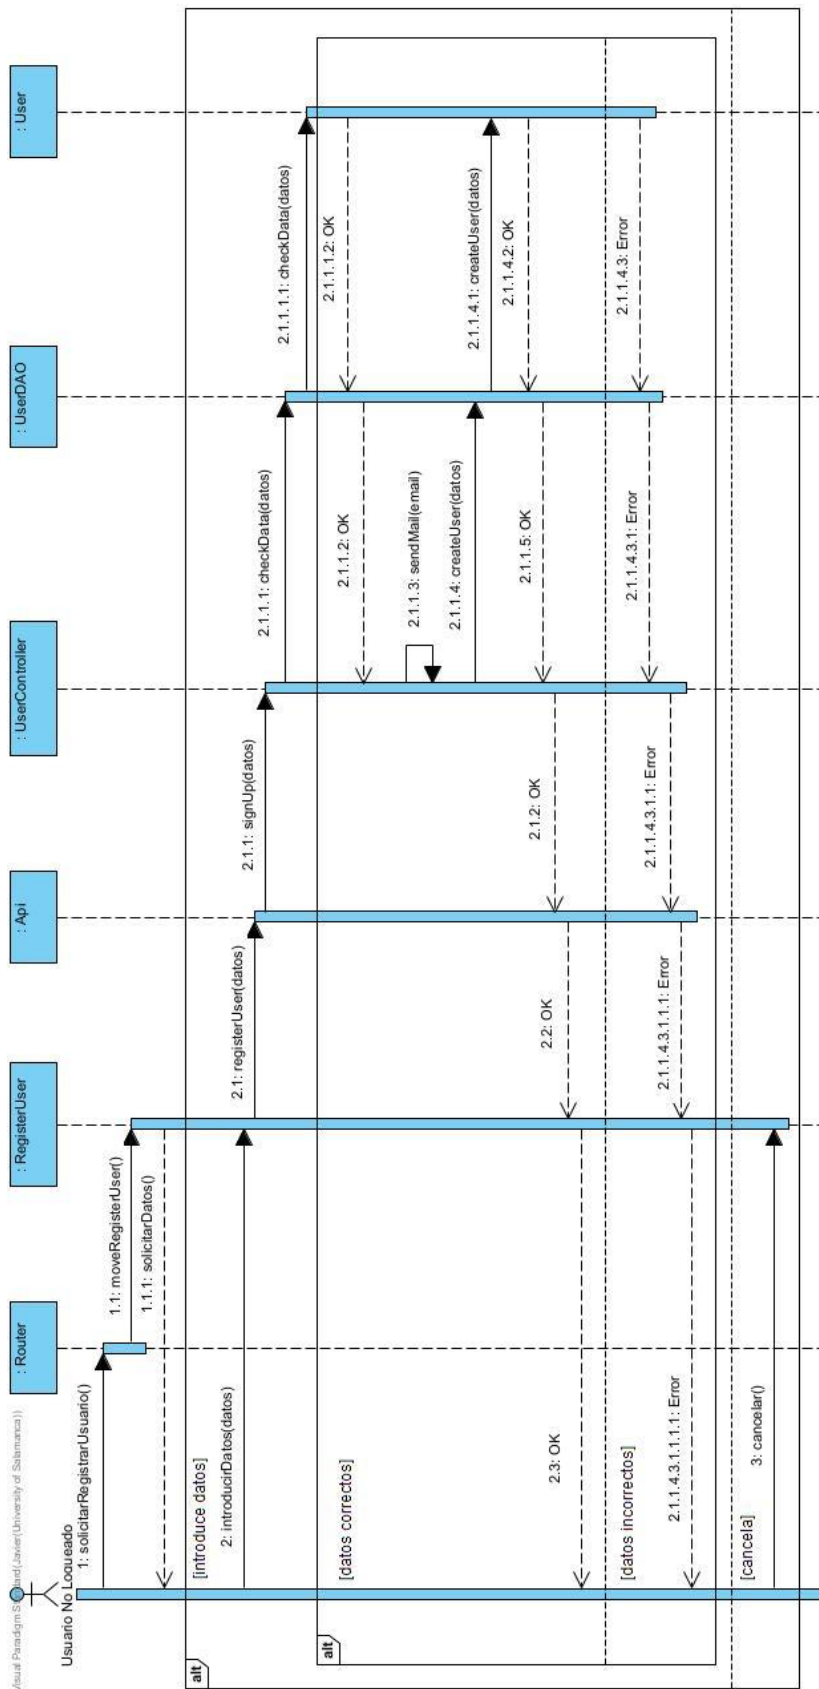 Visual Paradigm Standard(Javier(University of Salamanca))
Usuario No Logueado
: Router
: RegisterUser
: Api
: UserController
: UserDAO
: User
1: solicitarRegistrarUsuario()
1.1: moveRegisterUser()
1.1.1: solicitarDatos()
alt
[introduce datos]
2: introducirDatos(datos)
2.1: registerUser(datos)
2.1.1: signUp(datos)
2.1.1.1: checkData(datos)
2.1.1.1.1: checkData(datos)
alt
[datos correctos]
2.1.1.1.2: OK
2.1.1.2: OK
2.1.1.3: sendMail(email)
2.1.1.4: createUser(datos)
2.1.1.4.1: createUser(datos)
2.1.1.4.2: OK
2.1.1.5: OK
2.1.2: OK
2.2: OK
2.3: OK
[datos incorrectos]
2.1.1.4.3: Error
2.1.1.4.3.1: Error
2.1.1.4.3.1.1: Error
2.1.1.4.3.1.1.1: Error
2.1.1.4.3.1.1.1.1: Error
[cancela]
3: cancelar()